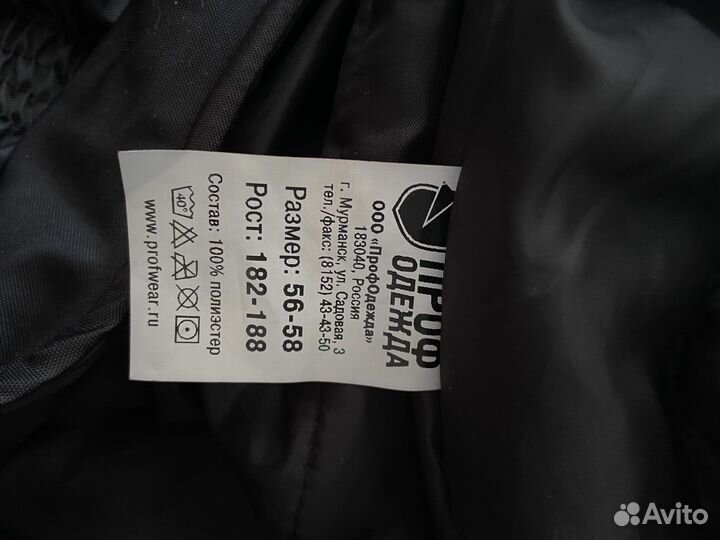 ПРОФ
ОДЕЖДА
ООО «ПрофОдежда»
183040, Россия
г. Мурманск, ул. Садовая, 3
тел./факс: (8152) 43-43-50
Размер: 56-58
Рост: 182-188
Состав: 100% полиэстер
40°
www.profwear.ru
Avito